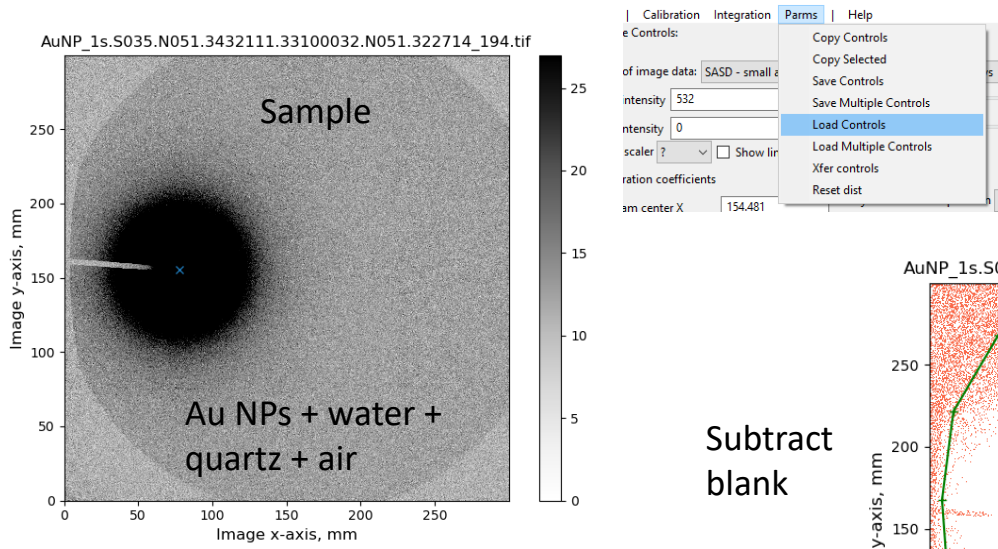 AuNP_1s.S035.N051.3432111.33100032.N051.322714_194.tif
Sample
Au NPs + water +
quartz + air
Image y-axis, mm
250
200
150
100
50
0
0 50 100 150 200 250
Image x-axis, mm
25
20
15
10
5
0
| Calibration Integration Parms | Help
e Controls:
of image data: SASD - small a
intensity 532
ntensity 0
scaler ? Show lin
ration coefficients
am center X 154.481
Copy Controls
Copy Selected
Save Controls
Save Multiple Controls
Load Controls
Load Multiple Controls
Xfer controls
Reset dist
Subtract
blank
AuNP_1s.S0
250
200
150
y-axis, mm